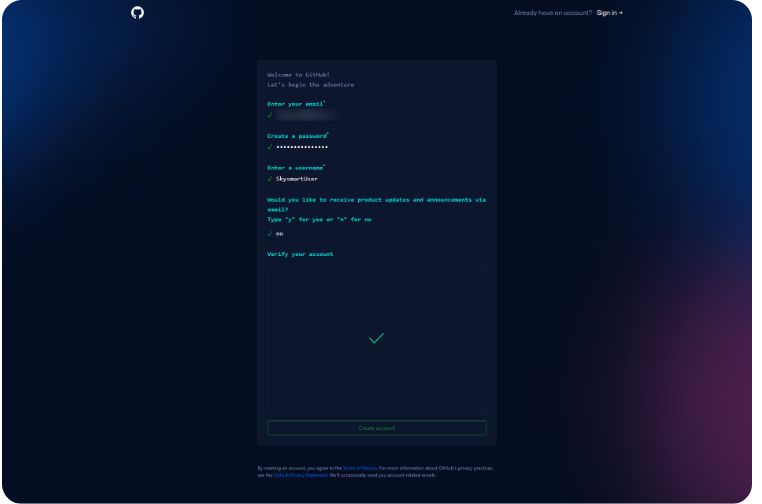 Already have an account? Sign in →
Welcome to GitHub!
Let's begin the adventure
Enter your email*
✓
Create a password*
✓ •••••••••••••••
Enter a username*
✓ SkysmartUser
Would you like to receive product updates and announcements via
email?
Type "y" for yes or "n" for no
✓ no
Verify your account
Create account
By creating an account, you agree to the Terms of Service. For more information about GitHub's privacy practices,
see the GitHub Privacy Statement. We'll occasionally send you account-related emails.